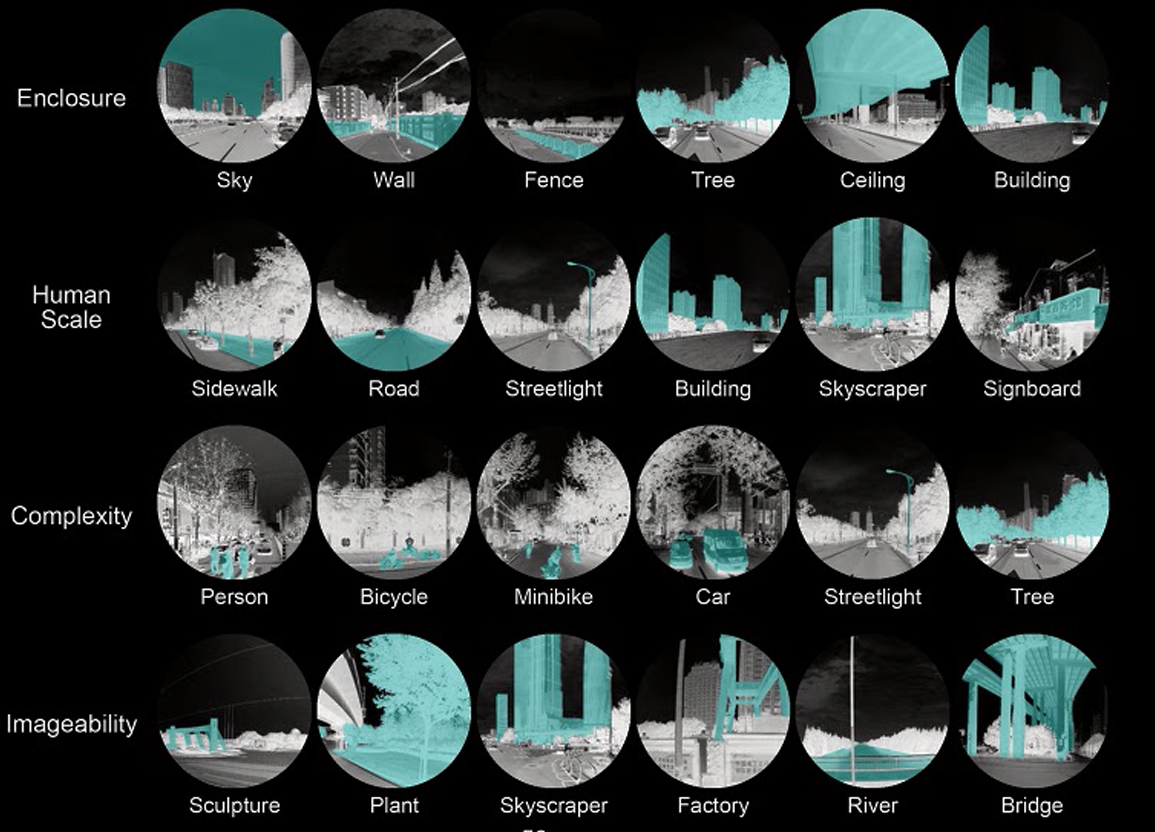 Enclosure
Sky Wall Fence Tree Ceiling Building
Human
Scale
Sidewalk Road Streetlight Building Skyscraper Signboard
Complexity
Person Bicycle Minibike Car Streetlight Tree
Imageability
Sculpture Plant Skyscraper Factory River Bridge